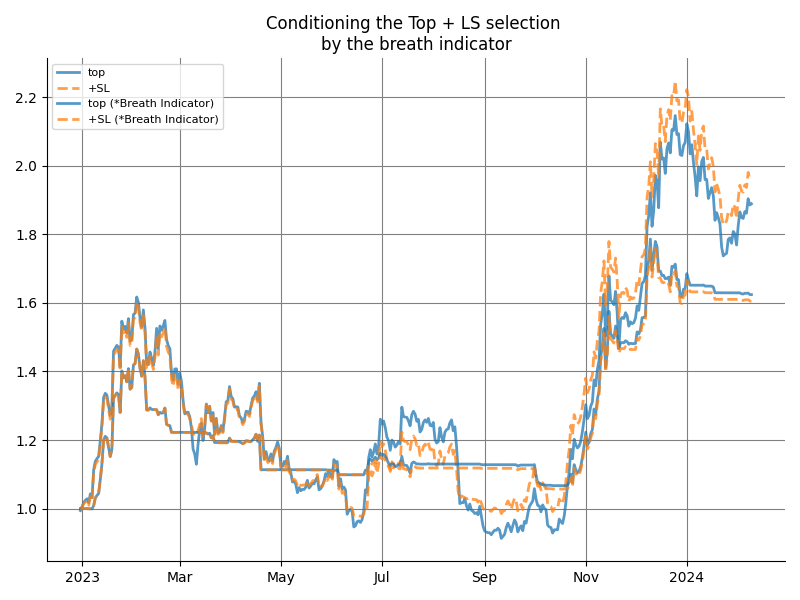 Conditioning the Top + LS selection
by the breath indicator
top
+SL
top (*Breath Indicator)
+SL (*Breath Indicator)
2.2
2.0
1.8
1.6
1.4
1.2
1.0
2023 Mar May Jul Sep Nov 2024